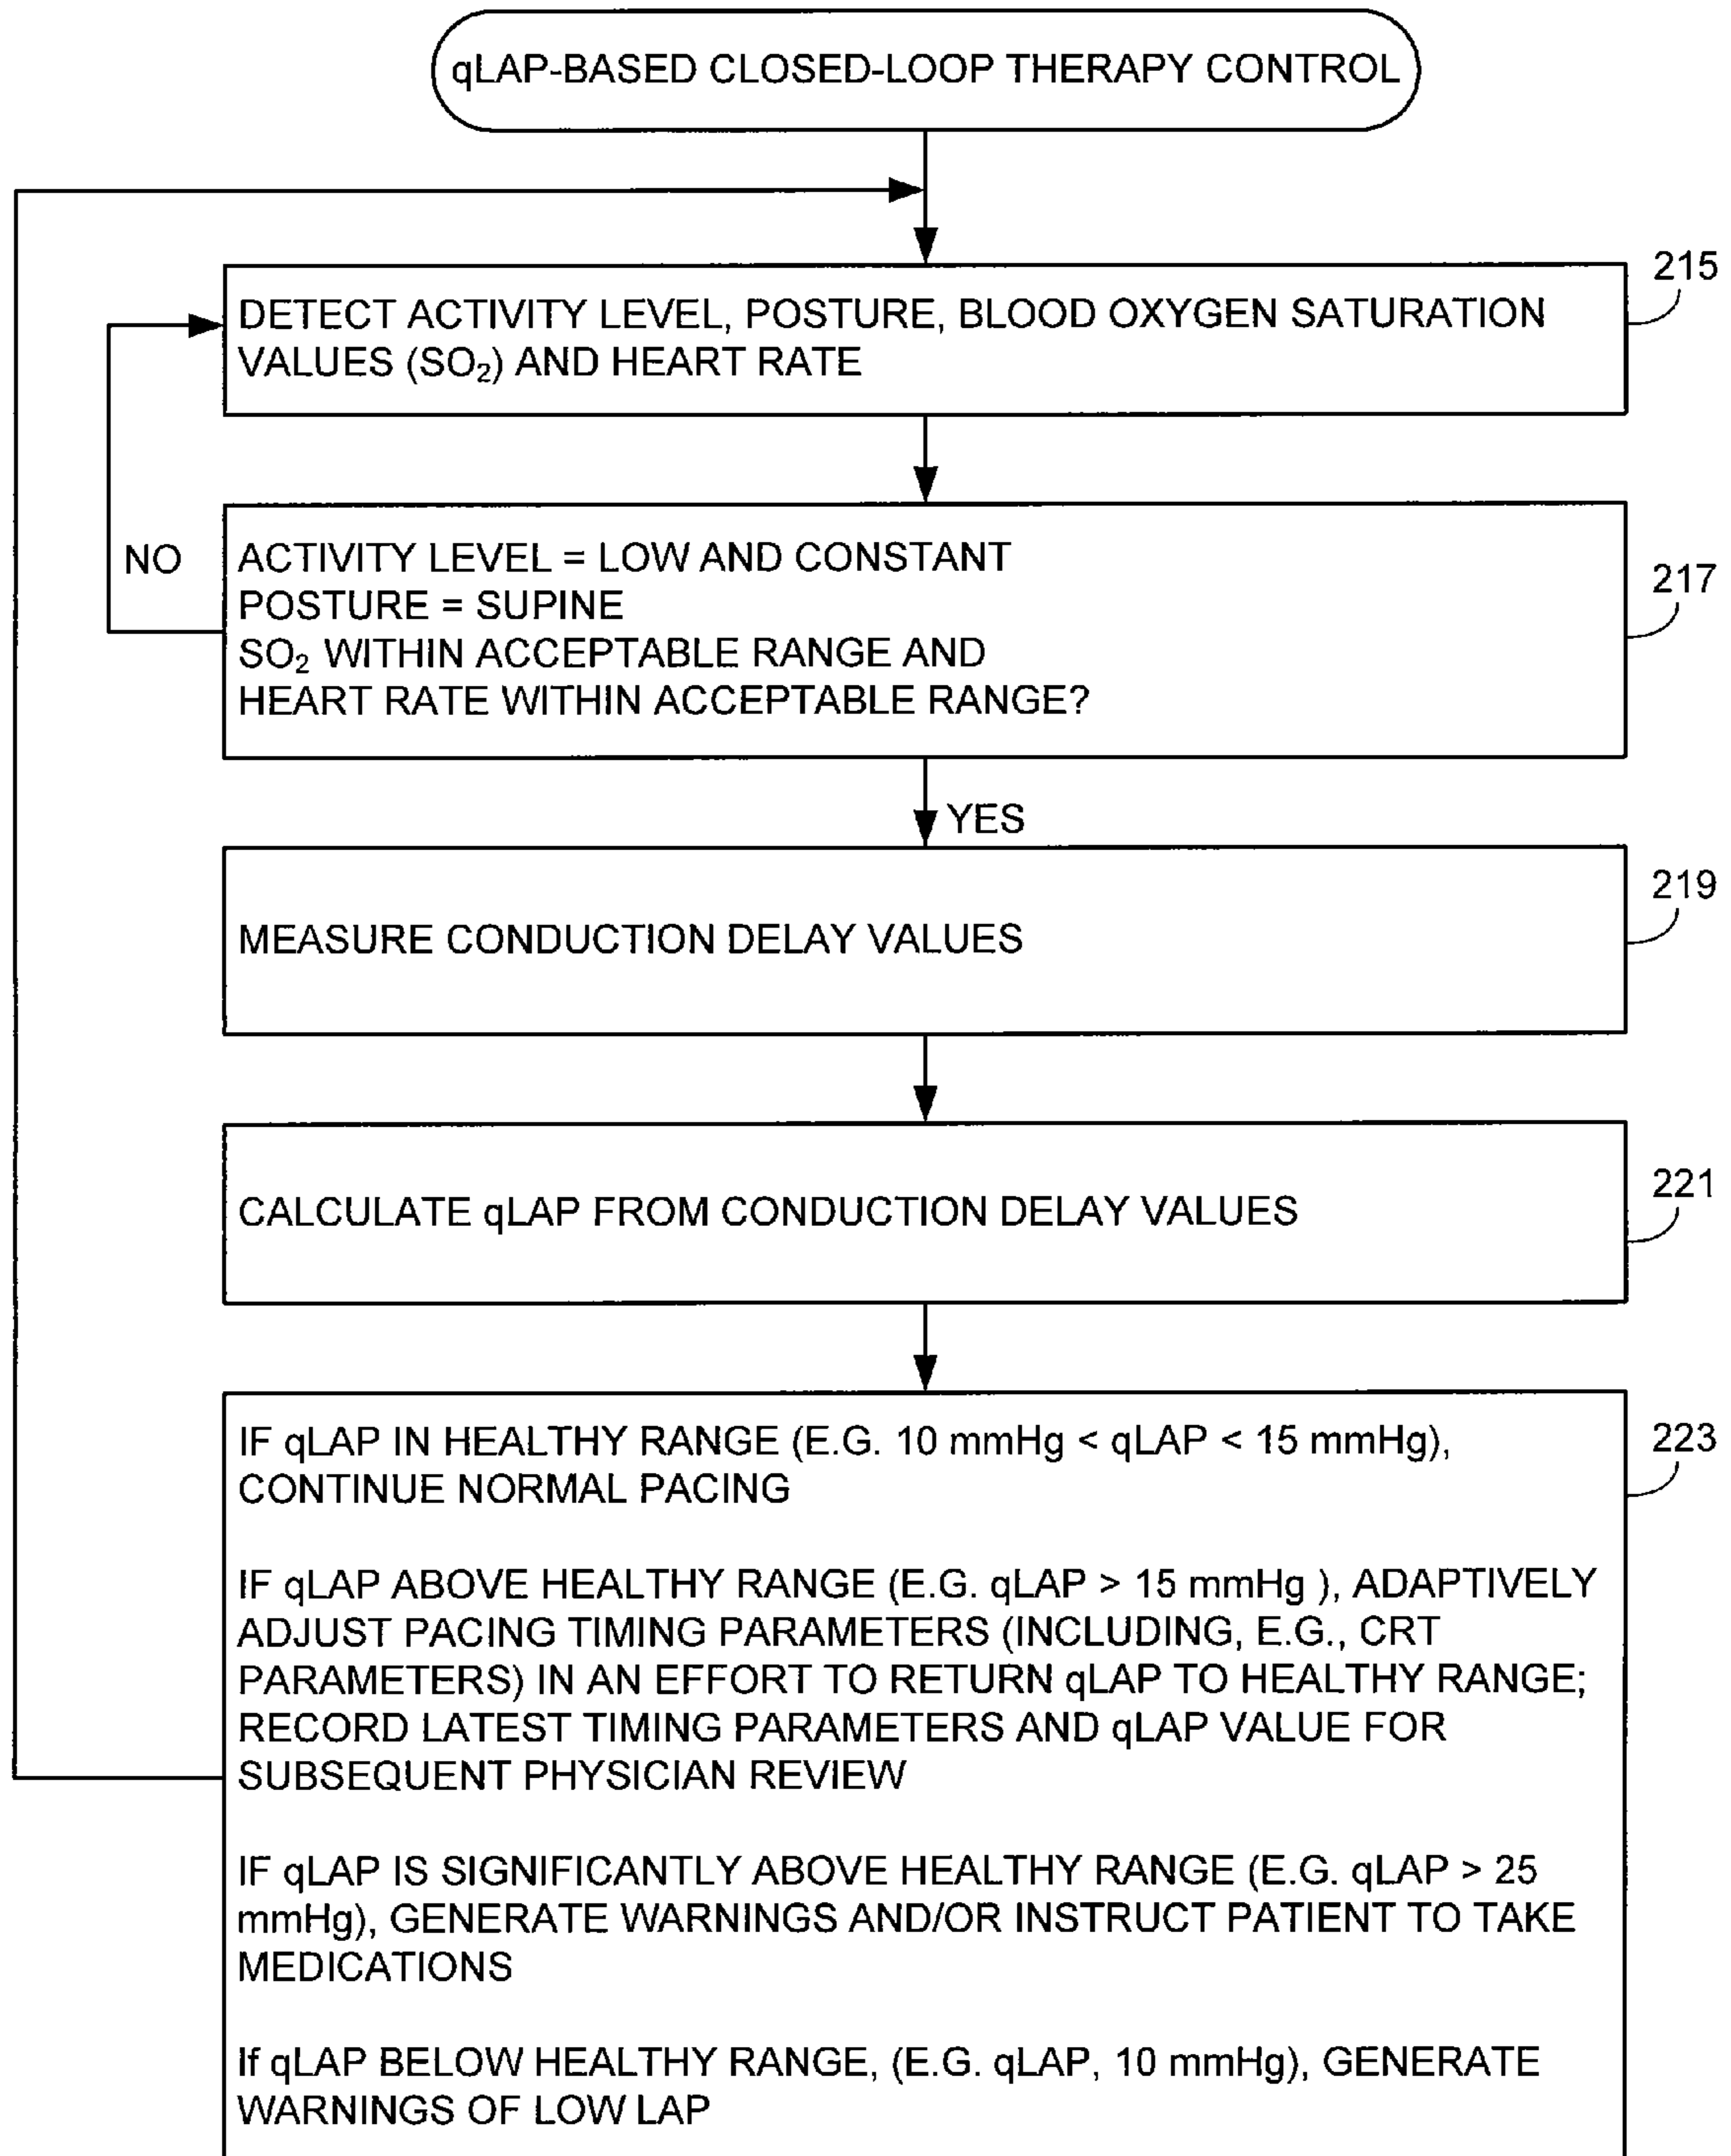 qLAP-BASED CLOSED-LOOP THERAPY CONTROL
215
DETECT ACTIVITY LEVEL, POSTURE, BLOOD OXYGEN SATURATION
VALUES (SO₂) AND HEART RATE
NO
ACTIVITY LEVEL = LOW AND CONSTANT
POSTURE = SUPINE
SO₂ WITHIN ACCEPTABLE RANGE AND
HEART RATE WITHIN ACCEPTABLE RANGE?
217
YES
219
MEASURE CONDUCTION DELAY VALUES
221
CALCULATE qLAP FROM CONDUCTION DELAY VALUES
223
IF qLAP IN HEALTHY RANGE (E.G. 10 mmHg < qLAP < 15 mmHg),
CONTINUE NORMAL PACING
IF qLAP ABOVE HEALTHY RANGE (E.G. qLAP > 15 mmHg ), ADAPTIVELY
ADJUST PACING TIMING PARAMETERS (INCLUDING, E.G., CRT
PARAMETERS) IN AN EFFORT TO RETURN qLAP TO HEALTHY RANGE;
RECORD LATEST TIMING PARAMETERS AND qLAP VALUE FOR
SUBSEQUENT PHYSICIAN REVIEW
IF qLAP IS SIGNIFICANTLY ABOVE HEALTHY RANGE (E.G. qLAP > 25
mmHg), GENERATE WARNINGS AND/OR INSTRUCT PATIENT TO TAKE
MEDICATIONS
If qLAP BELOW HEALTHY RANGE, (E.G. qLAP, 10 mmHg), GENERATE
WARNINGS OF LOW LAP